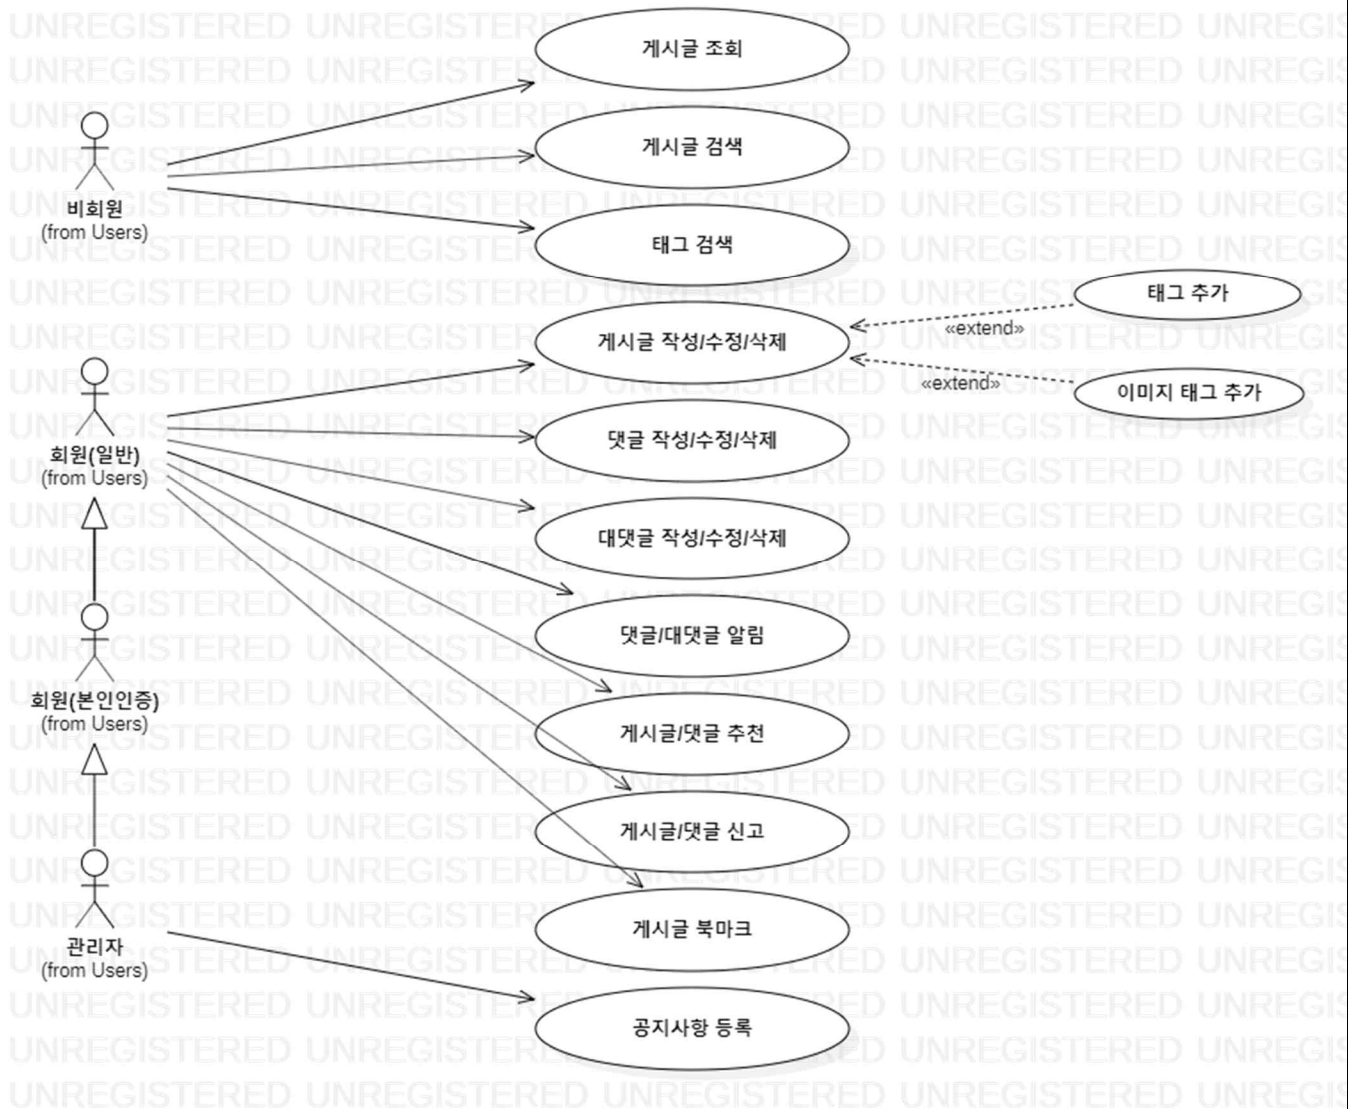 게시글 조회
게시글 검색
비회원
(from Users)
태그 검색
태그 추가
«extend»
게시글 작성/수정/삭제
이미지 태그 추가
«extend»
회원(일반)
(from Users)
댓글 작성/수정/삭제
대댓글 작성/수정/삭제
댓글/대댓글 알림
회원(본인인증)
(from Users)
게시글/댓글 추천
게시글/댓글 신고
게시글 북마크
관리자
(from Users)
공지사항 등록
UNREGISTERED